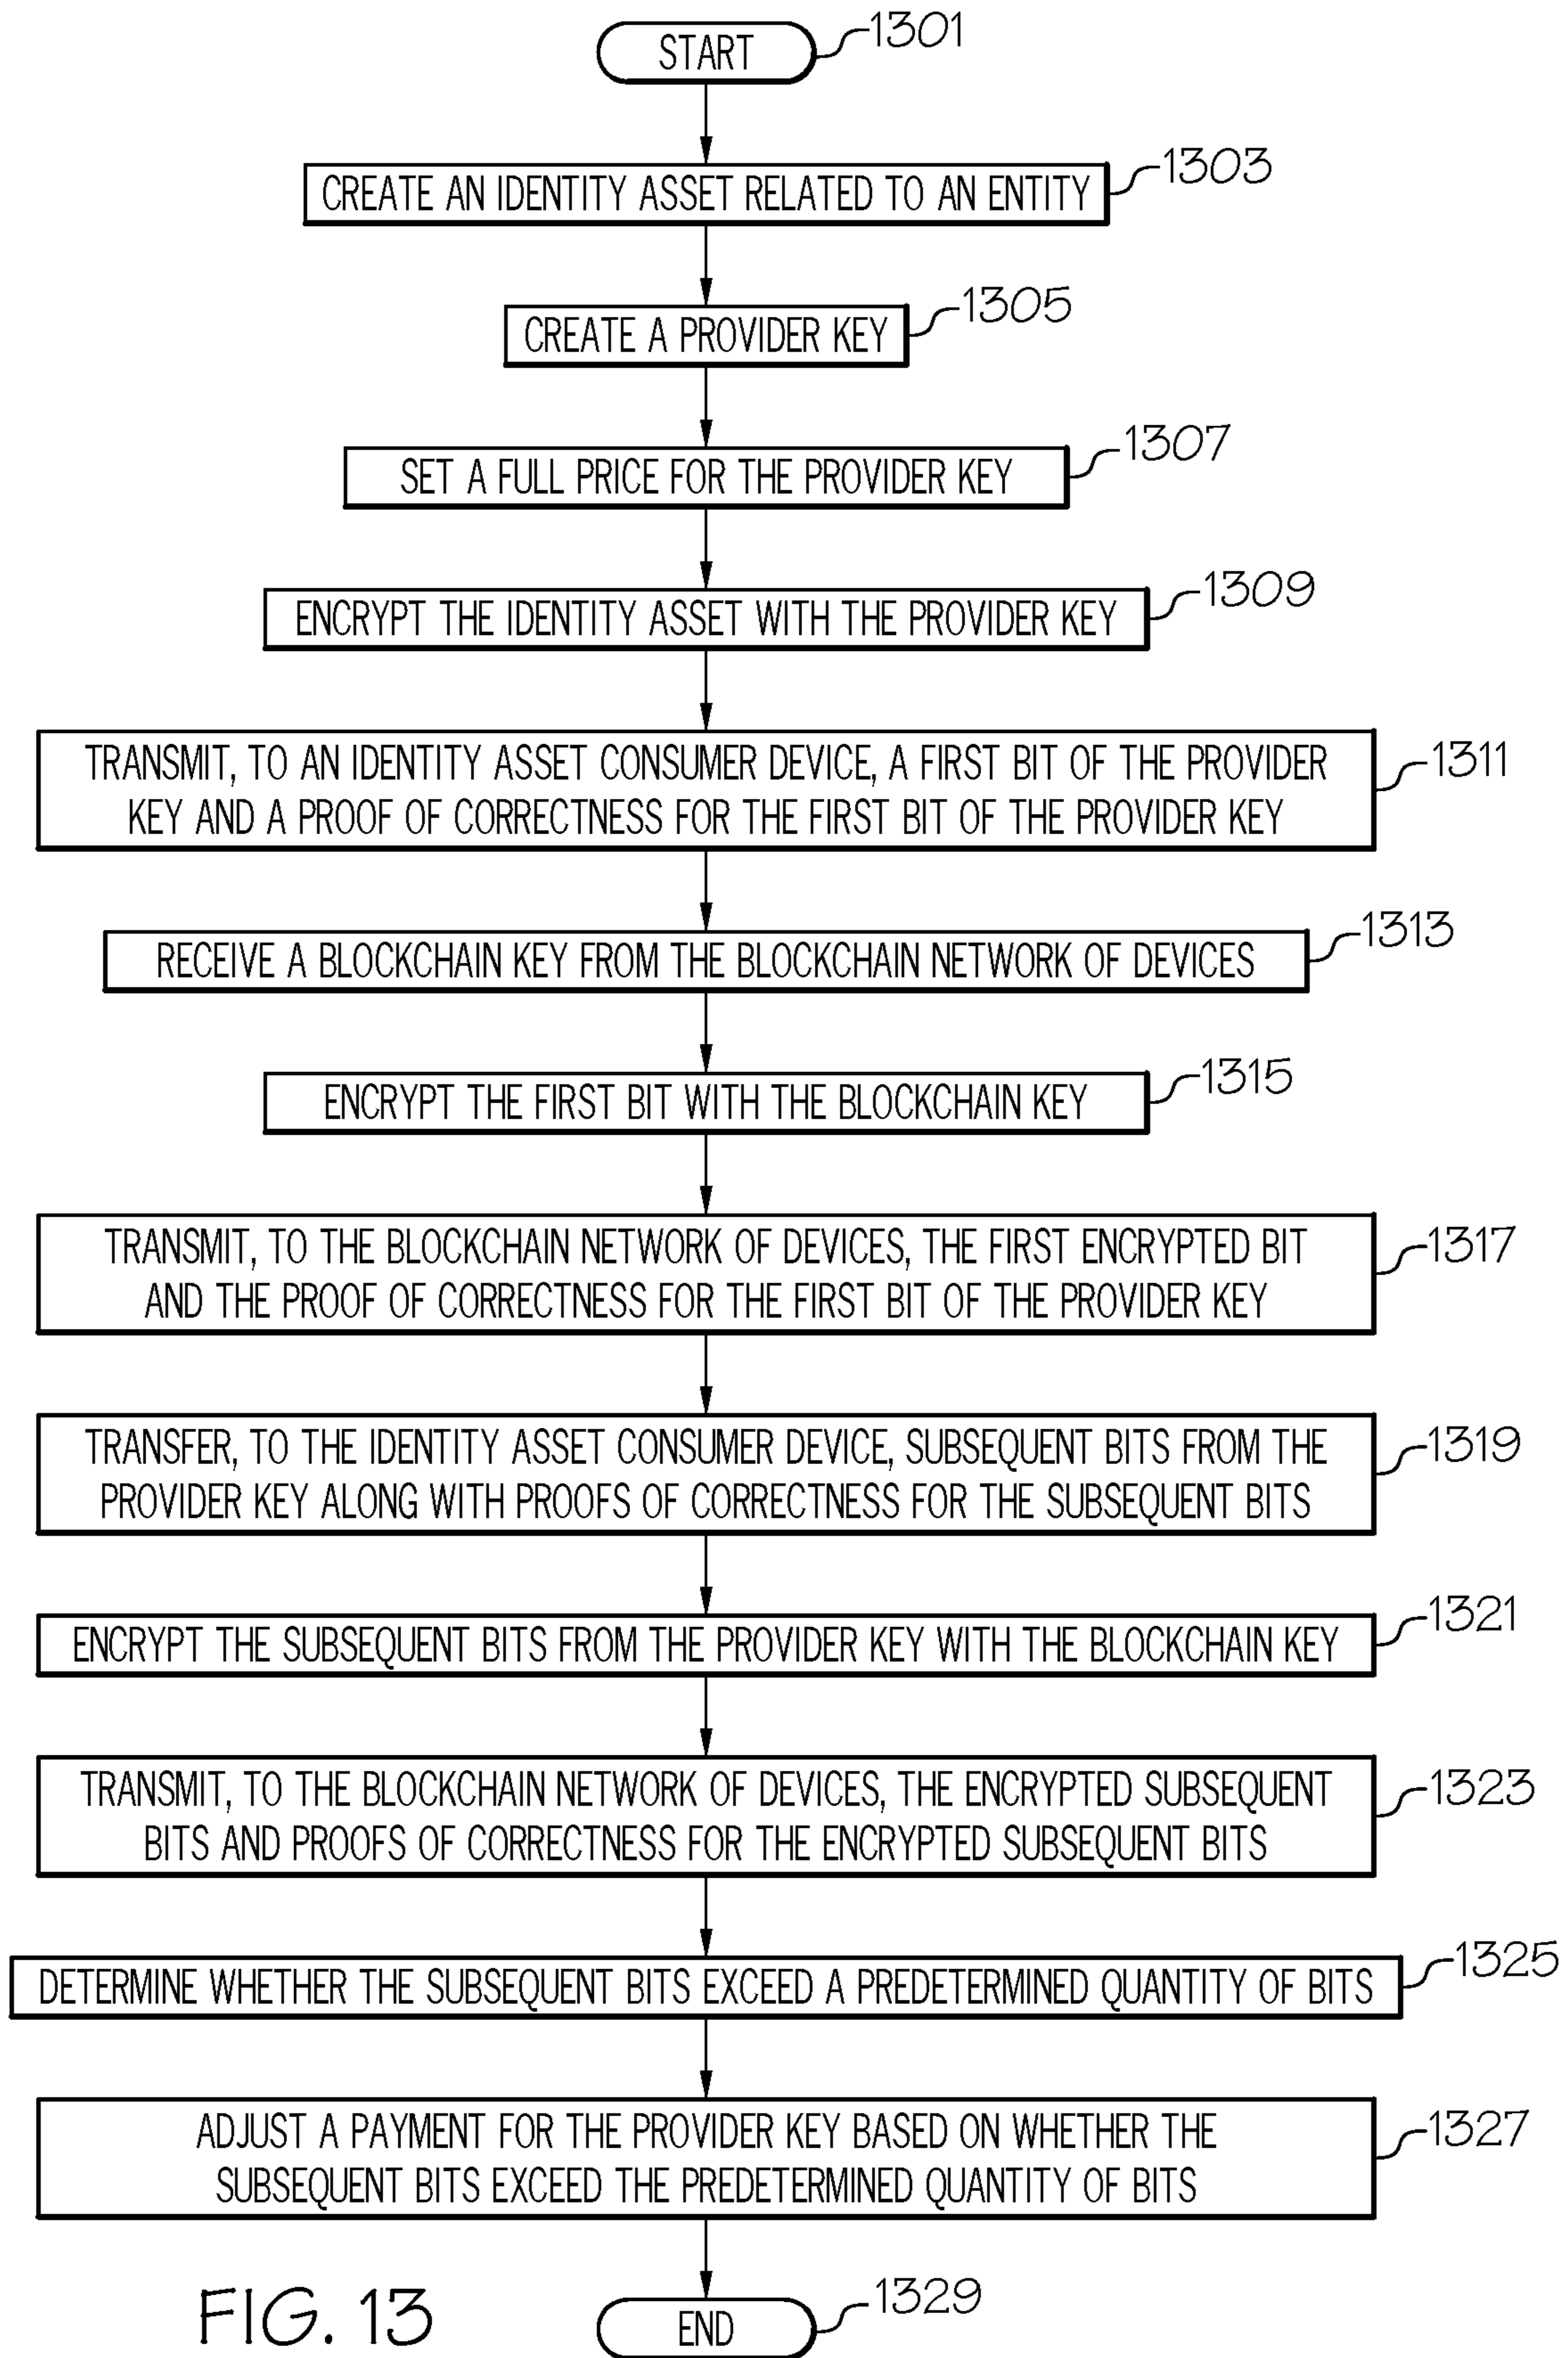 START
1301
CREATE AN IDENTITY ASSET RELATED TO AN ENTITY
1303
CREATE A PROVIDER KEY
1305
SET A FULL PRICE FOR THE PROVIDER KEY
1307
ENCRYPT THE IDENTITY ASSET WITH THE PROVIDER KEY
1309
TRANSMIT, TO AN IDENTITY ASSET CONSUMER DEVICE, A FIRST BIT OF THE PROVIDER
KEY AND A PROOF OF CORRECTNESS FOR THE FIRST BIT OF THE PROVIDER KEY
1311
RECEIVE A BLOCKCHAIN KEY FROM THE BLOCKCHAIN NETWORK OF DEVICES
1313
ENCRYPT THE FIRST BIT WITH THE BLOCKCHAIN KEY
1315
TRANSMIT, TO THE BLOCKCHAIN NETWORK OF DEVICES, THE FIRST ENCRYPTED BIT
AND THE PROOF OF CORRECTNESS FOR THE FIRST BIT OF THE PROVIDER KEY
1317
TRANSFER, TO THE IDENTITY ASSET CONSUMER DEVICE, SUBSEQUENT BITS FROM THE
PROVIDER KEY ALONG WITH PROOFS OF CORRECTNESS FOR THE SUBSEQUENT BITS
1319
ENCRYPT THE SUBSEQUENT BITS FROM THE PROVIDER KEY WITH THE BLOCKCHAIN KEY
1321
TRANSMIT, TO THE BLOCKCHAIN NETWORK OF DEVICES, THE ENCRYPTED SUBSEQUENT
BITS AND PROOFS OF CORRECTNESS FOR THE ENCRYPTED SUBSEQUENT BITS
1323
DETERMINE WHETHER THE SUBSEQUENT BITS EXCEED A PREDETERMINED QUANTITY OF BITS
1325
ADJUST A PAYMENT FOR THE PROVIDER KEY BASED ON WHETHER THE
SUBSEQUENT BITS EXCEED THE PREDETERMINED QUANTITY OF BITS
1327
END
1329
FIG. 13